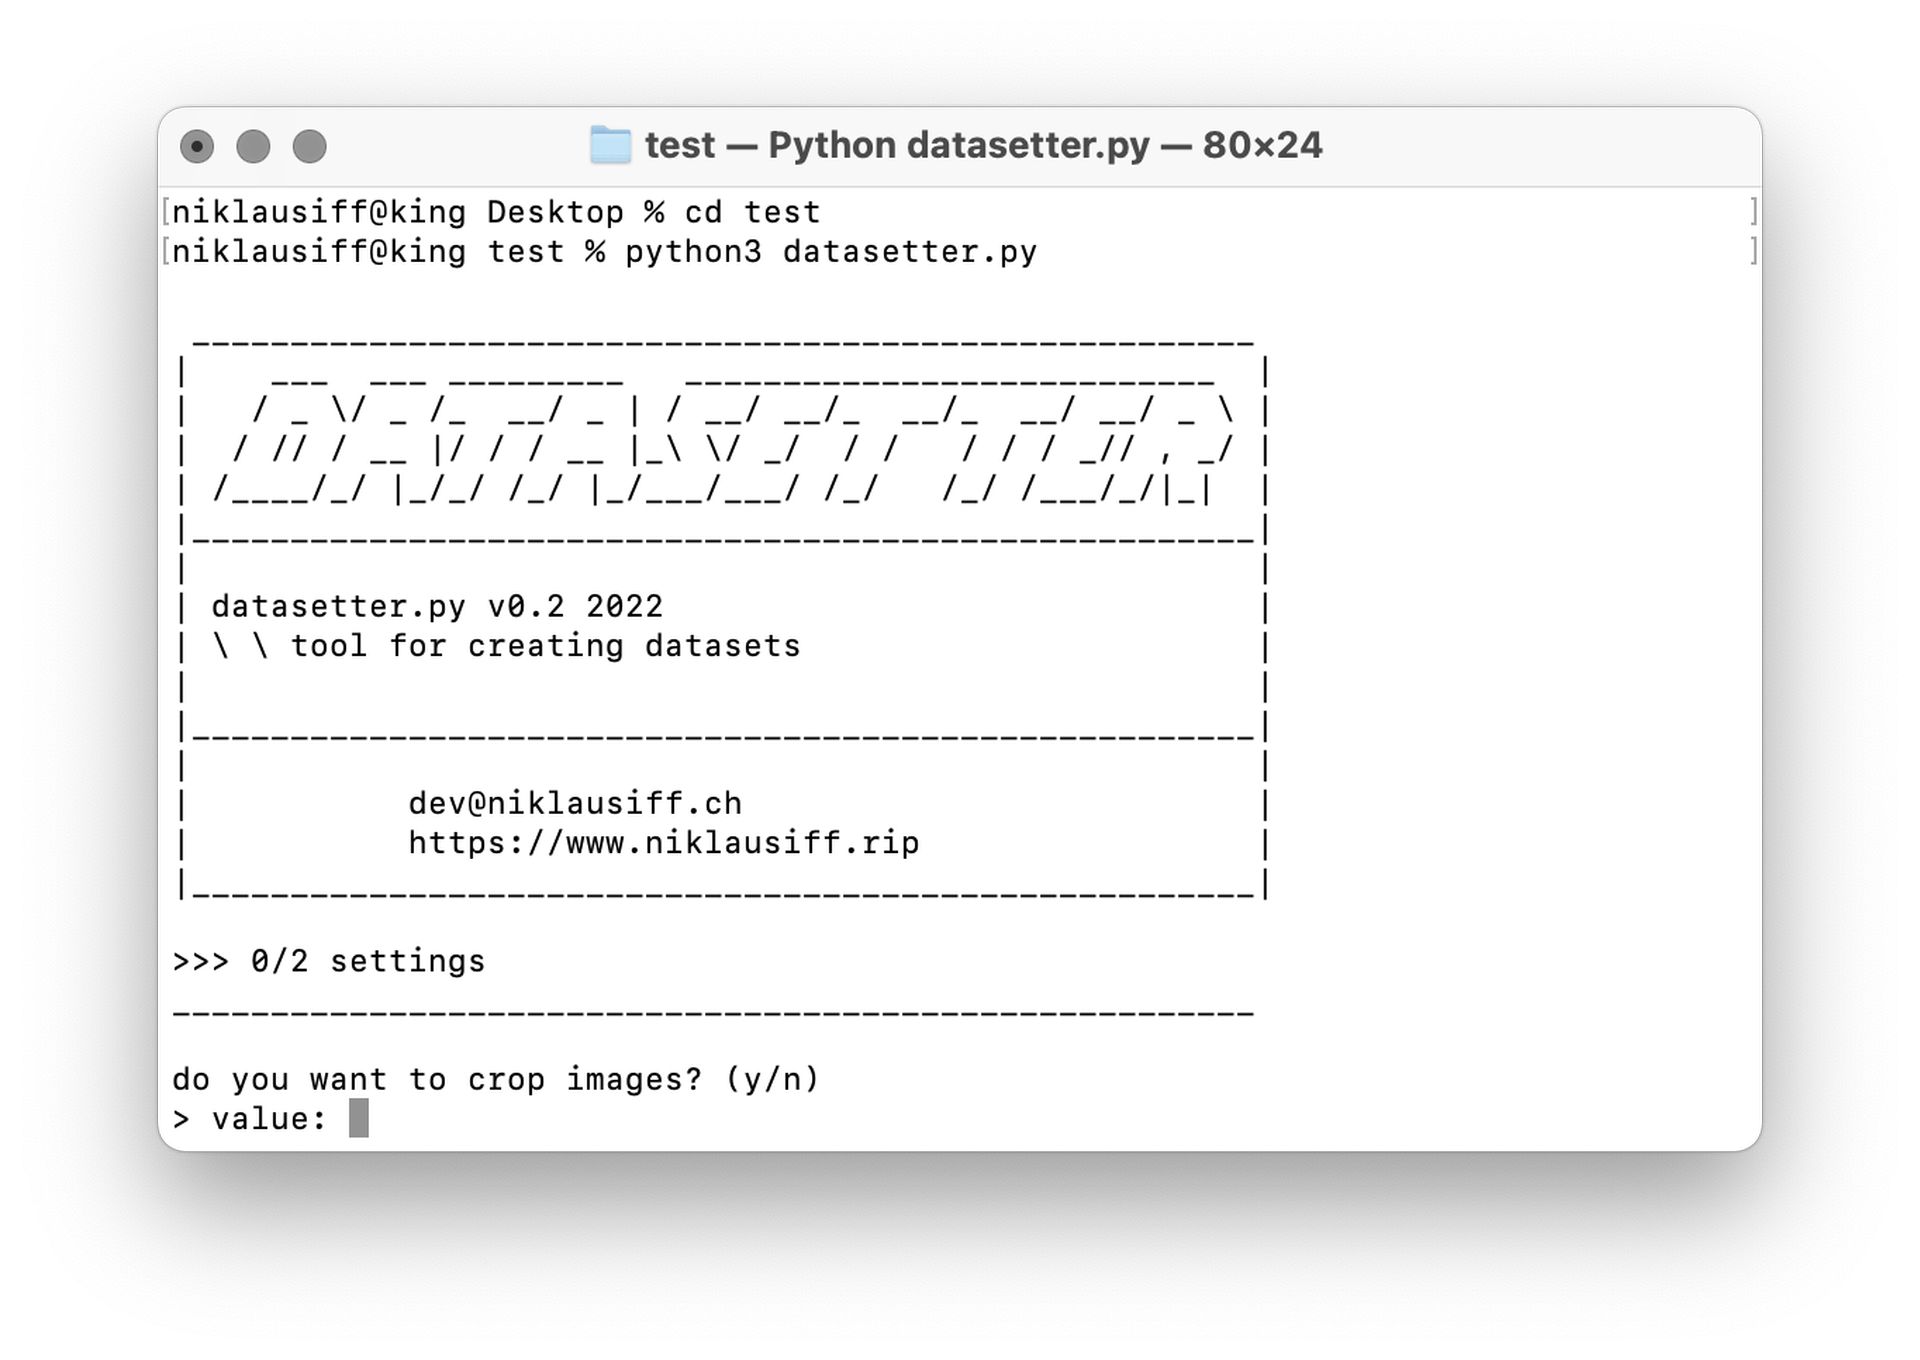 test — Python datasetter.py — 80×24
[niklausiff@king Desktop % cd test ]
[niklausiff@king test % python3 datasetter.py ]
DATASETTER
datasetter.py v0.2 2022
\ \ tool for creating datasets
dev@niklausiff.ch
https://www.niklausiff.rip
>>> 0/2 settings
do you want to crop images? (y/n)
> value: